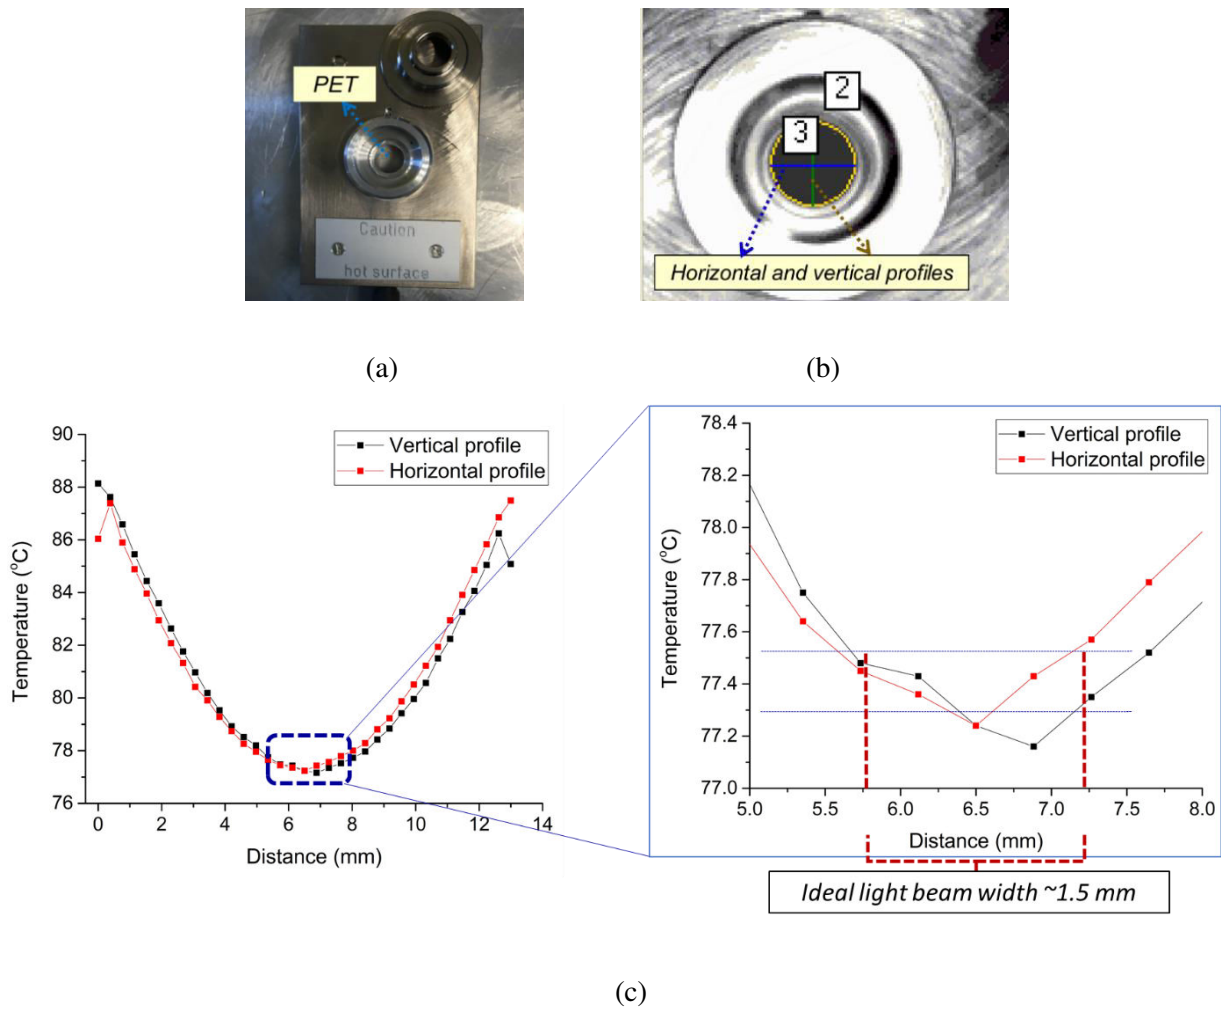 PET
Caution
hot surface
2
3
Horizontal and vertical profiles
(a)
(b)
90
88
86
84
82
80
78
76
Temperature (°C)
0
2
4
6
8
10
12
14
Distance (mm)
Vertical profile
Horizontal profile
78.4
78.2
78.0
77.8
77.6
77.4
77.2
77.0
Temperature (°C)
5.0
5.5
6.0
6.5
7.0
7.5
8.0
Distance (mm)
Vertical profile
Horizontal profile
Ideal light beam width ~1.5 mm
(c)